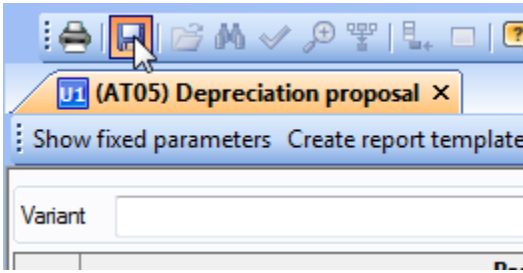 U1 (AT05) Depreciation proposal
Show fixed parameters Create report template
Variant